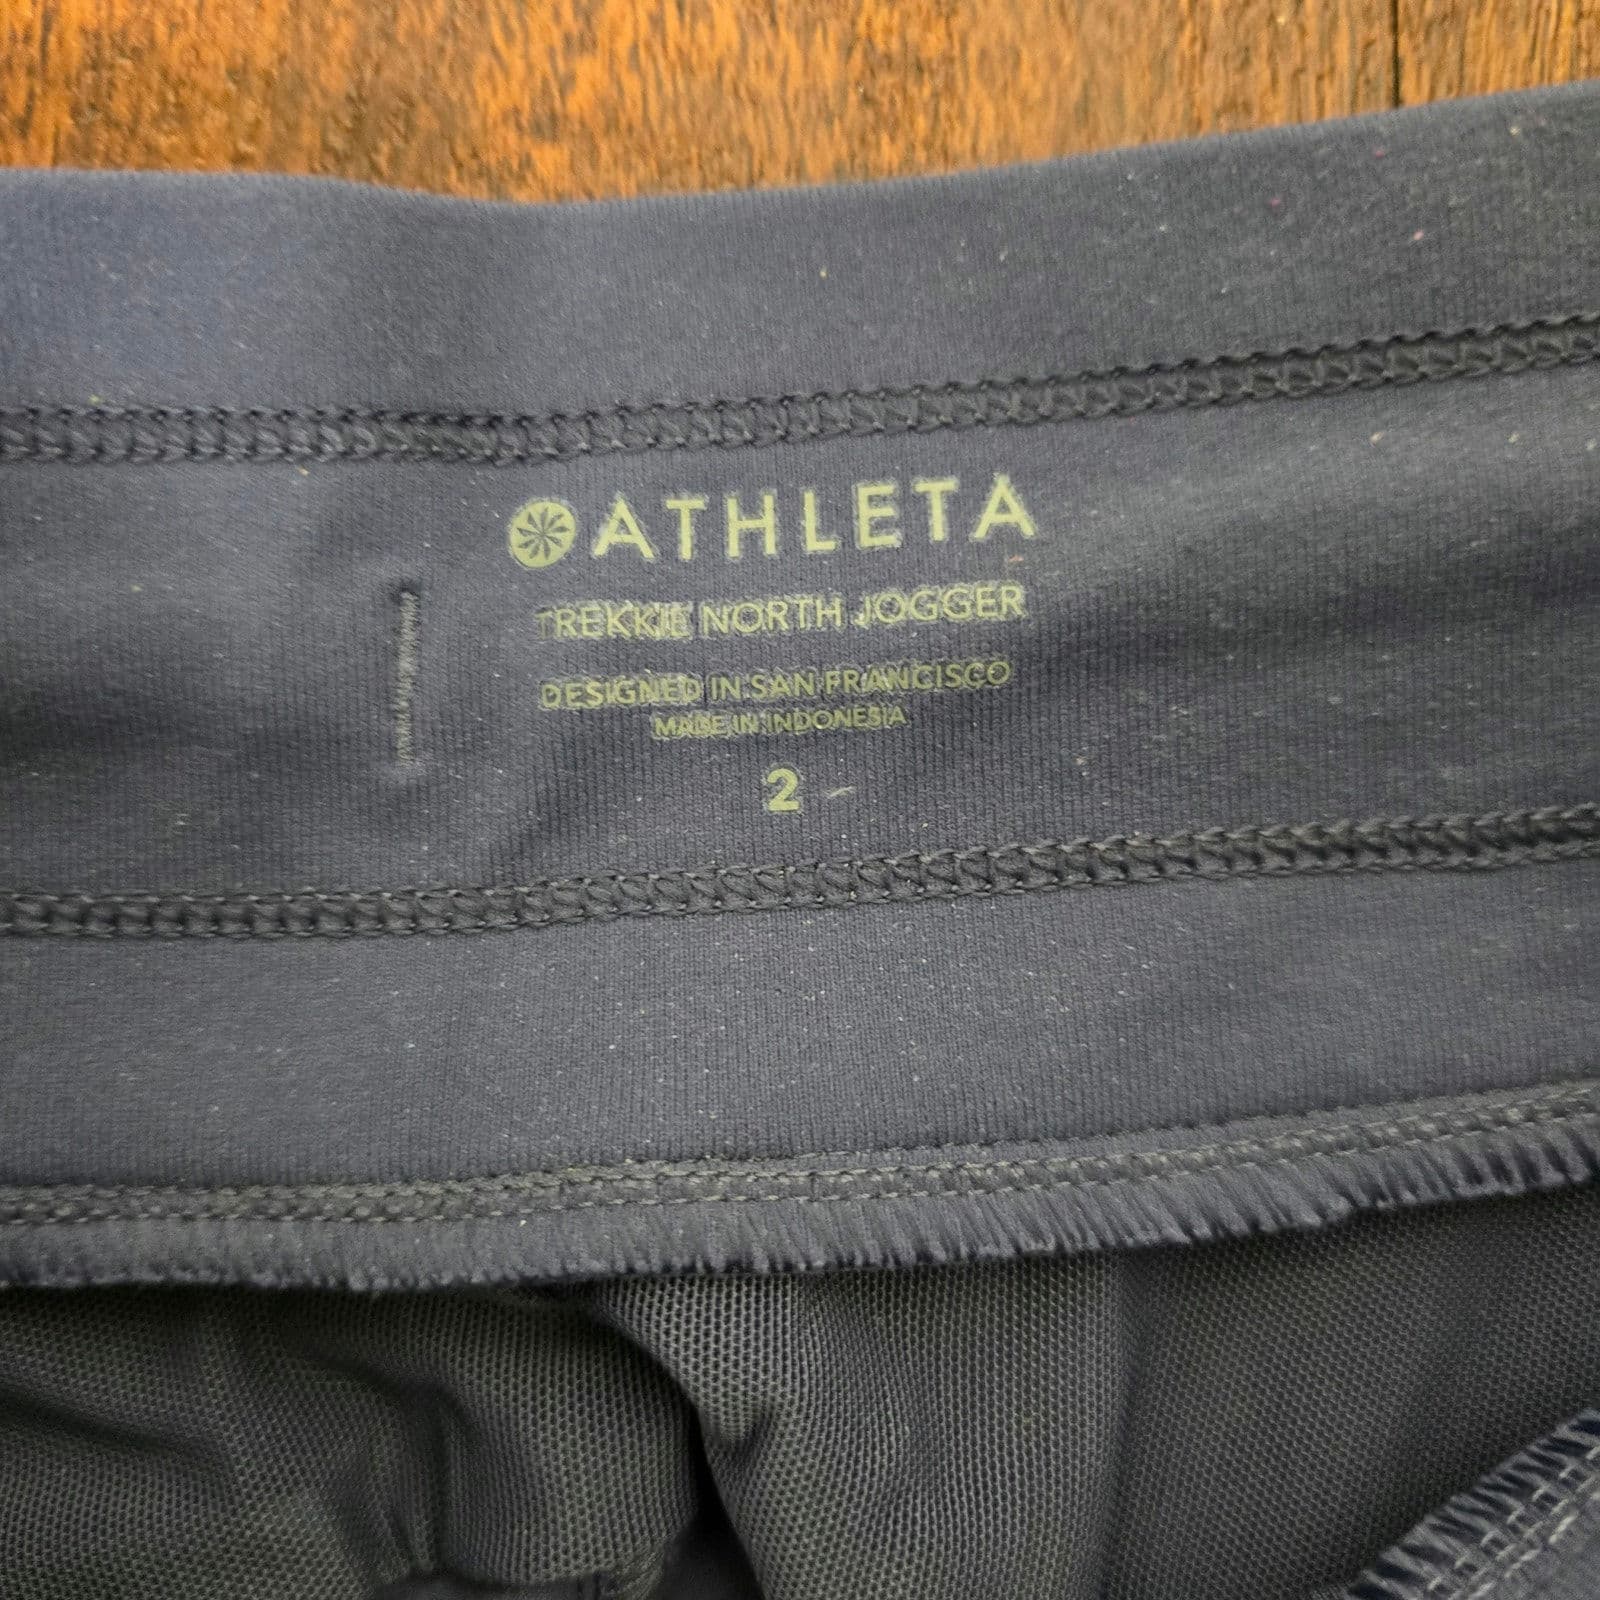 ATHLETA
TREKKIE NORTH JOGGER
DESIGNED IN SAN FRANCISCO
MADE IN INDONESIA
2